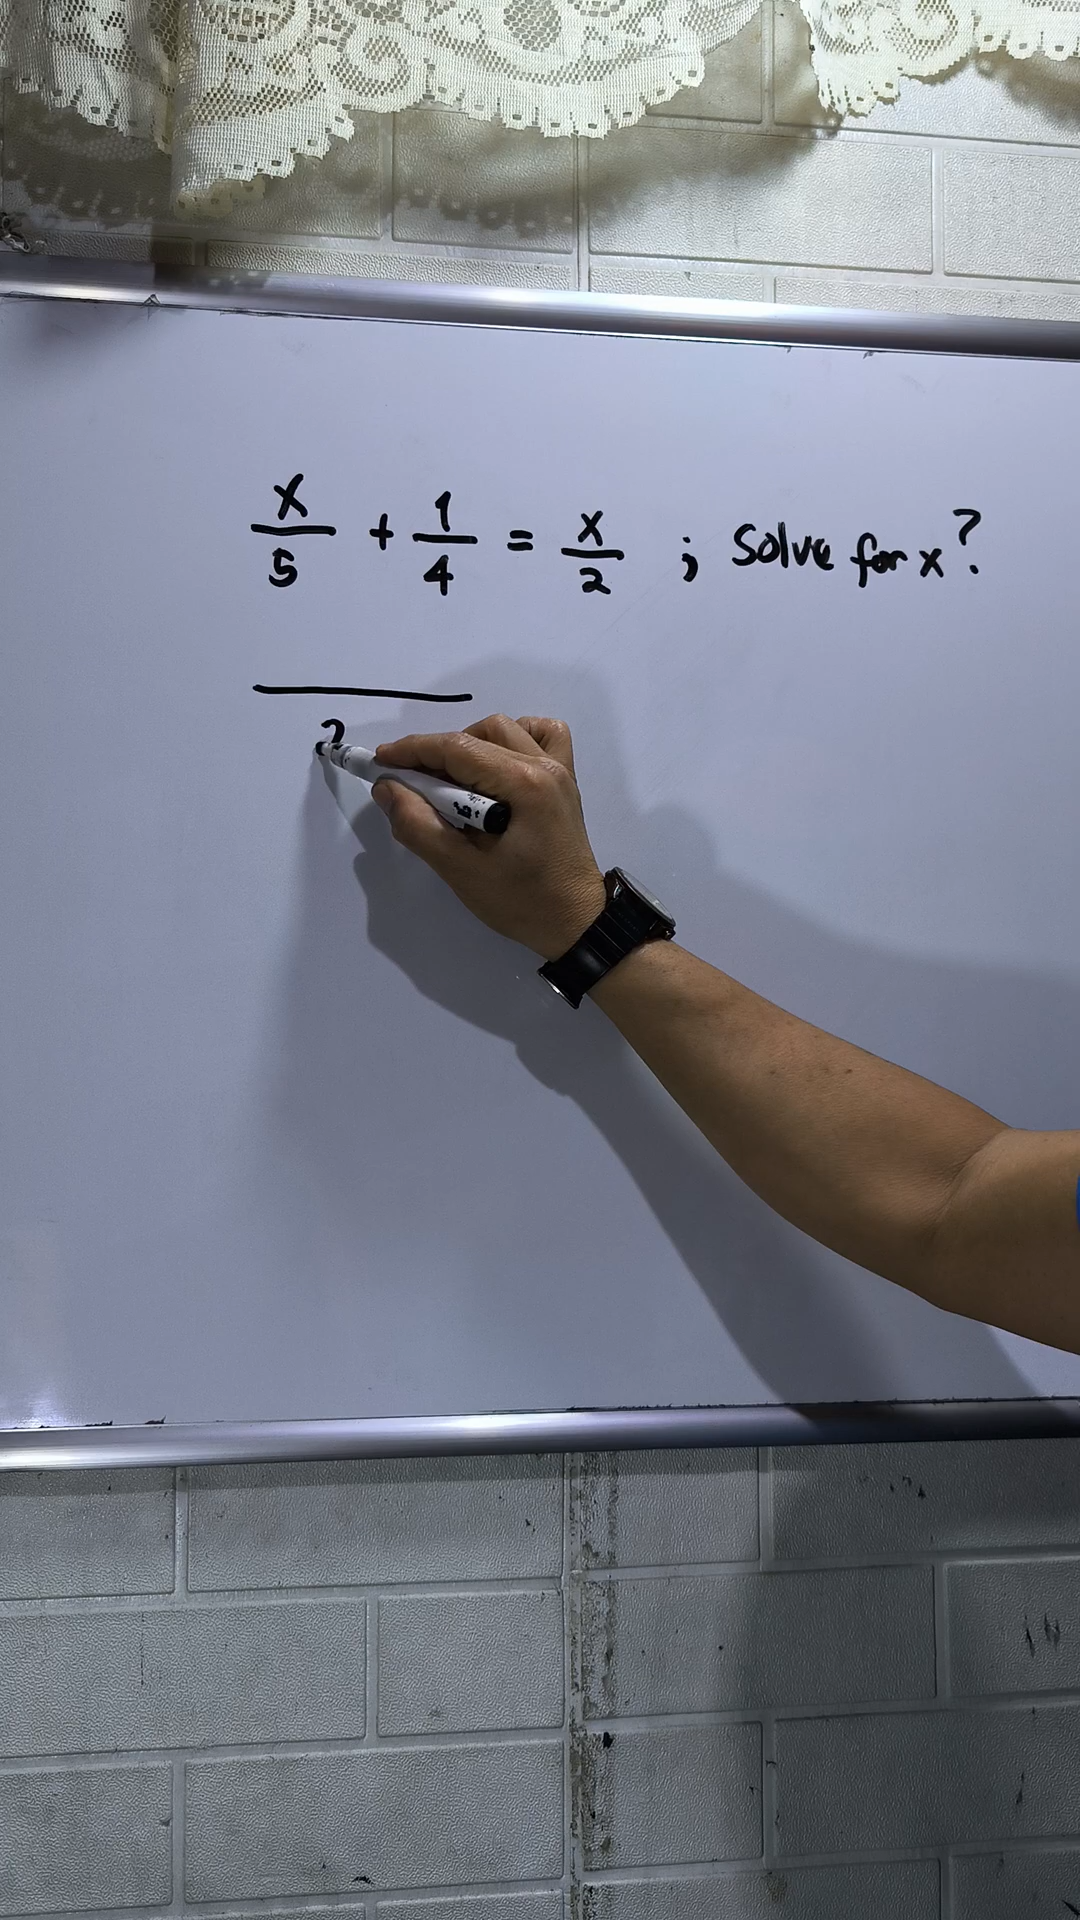 x/5 + 1/4 = x/2 ; Solve for x?
2